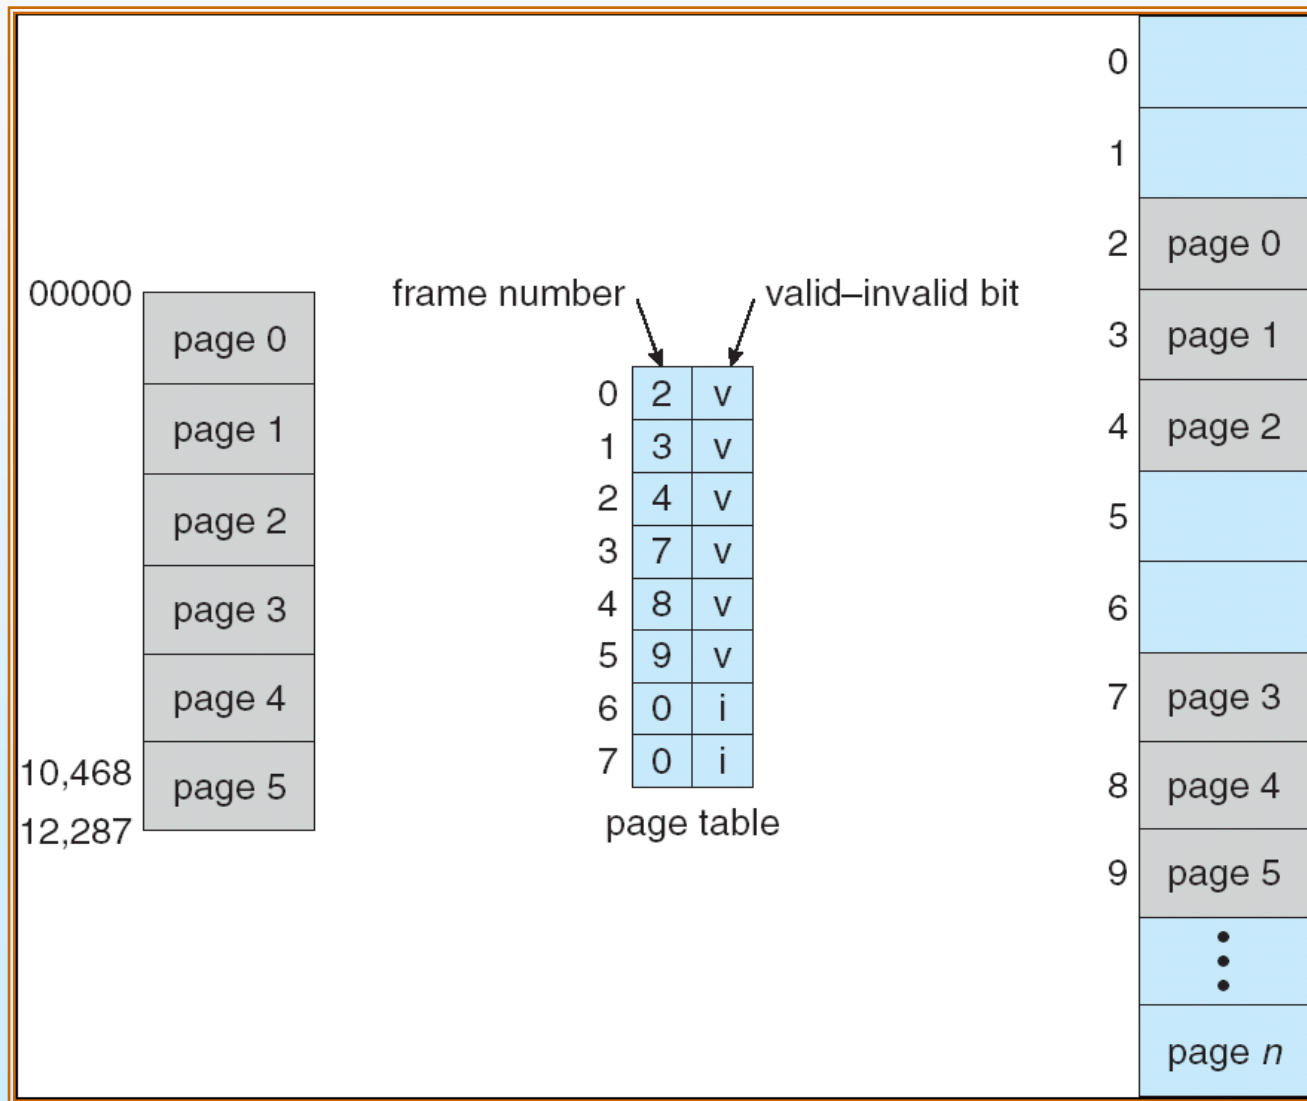 00000
page 0
page 1
page 2
page 3
page 4
10,468
page 5
12,287
frame number
valid–invalid bit
0 2 v
1 3 v
2 4 v
3 7 v
4 8 v
5 9 v
6 0 i
7 0 i
page table
0
1
2 page 0
3 page 1
4 page 2
5
6
7 page 3
8 page 4
9 page 5
page n